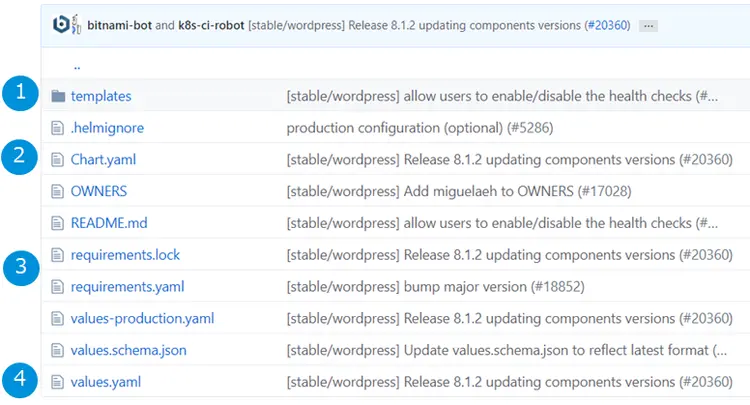 bitnami-bot and k8s-ci-robot [stable/wordpress] Release 8.1.2 updating components versions (#20360) ...
..
1 templates [stable/wordpress] allow users to enable/disable the health checks (#...
.helmignore production configuration (optional) (#5286)
2 Chart.yaml [stable/wordpress] Release 8.1.2 updating components versions (#20360)
OWNERS [stable/wordpress] Add miguelaeh to OWNERS (#17028)
README.md [stable/wordpress] allow users to enable/disable the health checks (#...
3 requirements.lock [stable/wordpress] Release 8.1.2 updating components versions (#20360)
requirements.yaml [stable/wordpress] bump major version (#18852)
values-production.yaml [stable/wordpress] Release 8.1.2 updating components versions (#20360)
values.schema.json [stable/wordpress] Update values.schema.json to reflect latest format (...
4 values.yaml [stable/wordpress] Release 8.1.2 updating components versions (#20360)